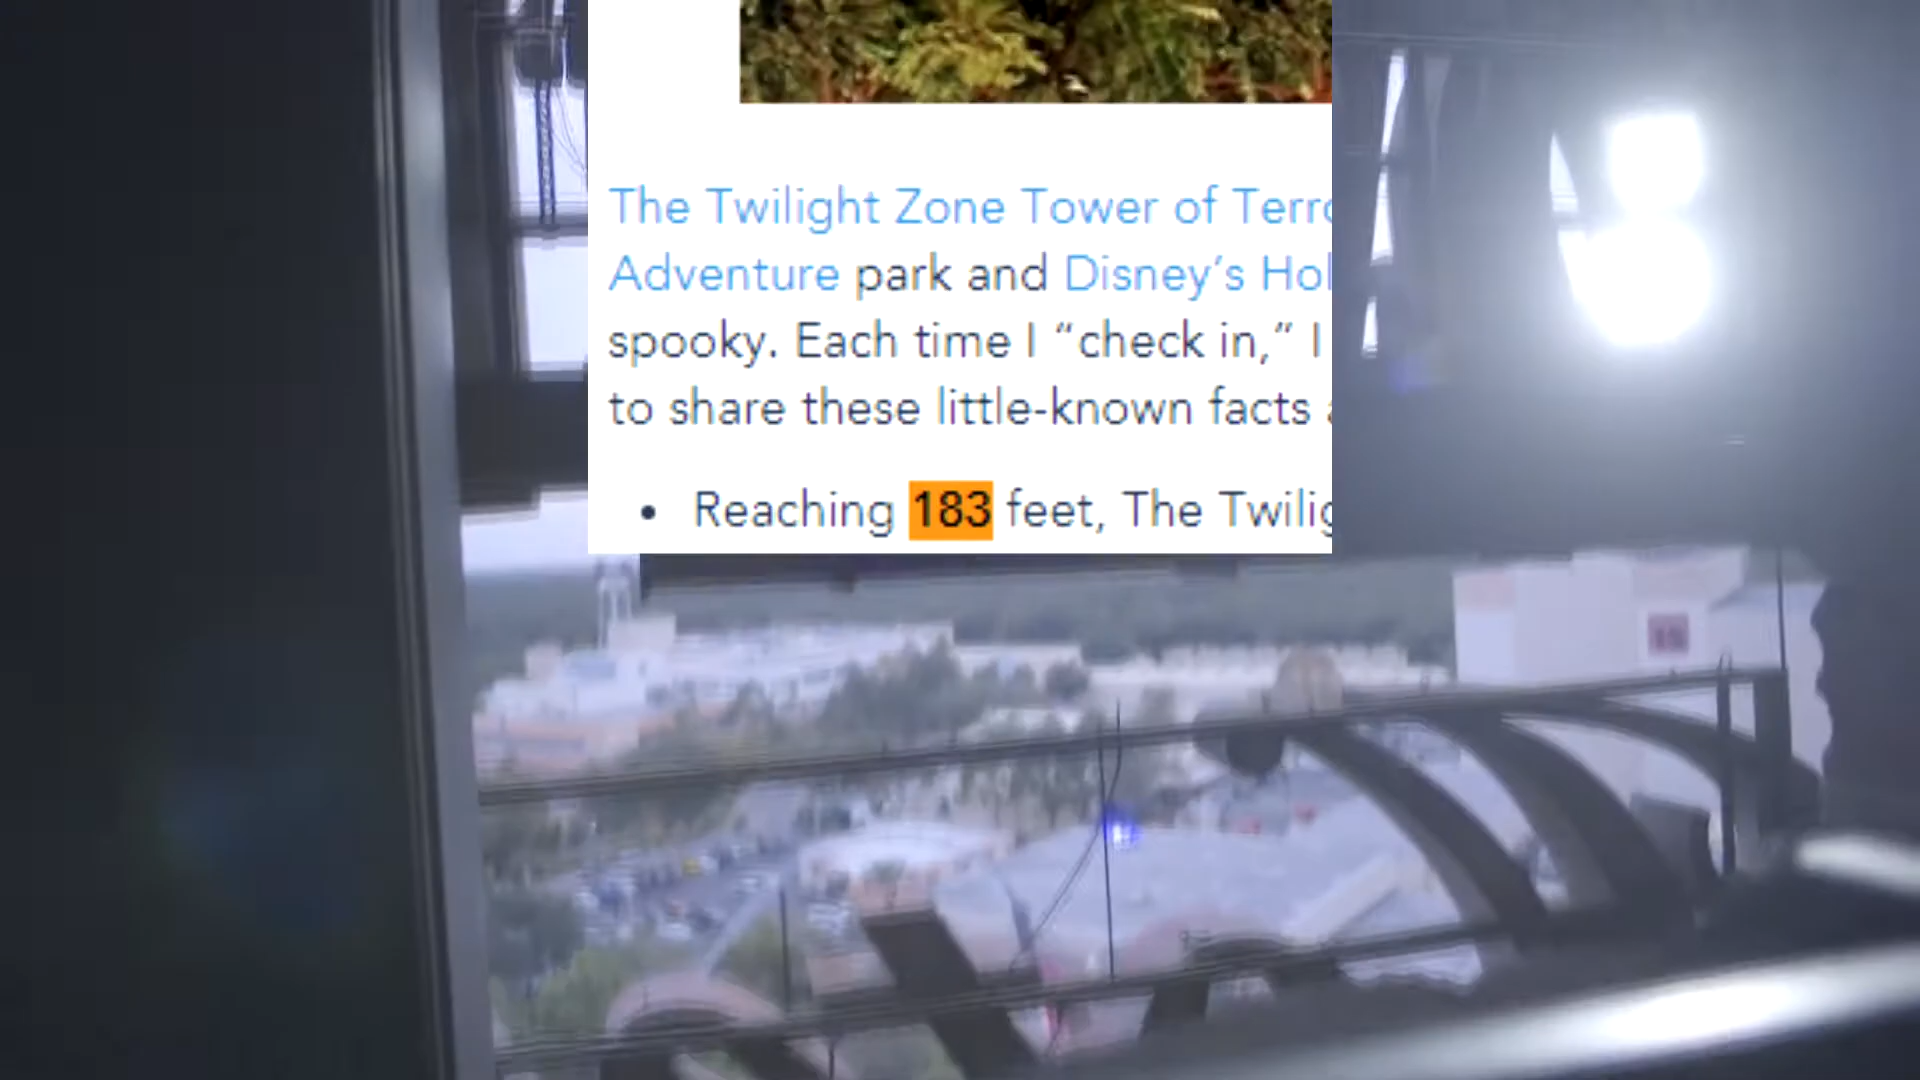 The Twilight Zone Tower of Terro
Adventure park and Disney’s Hol
spooky. Each time I “check in,” I
to share these little-known facts a
• Reaching 183 feet, The Twilig